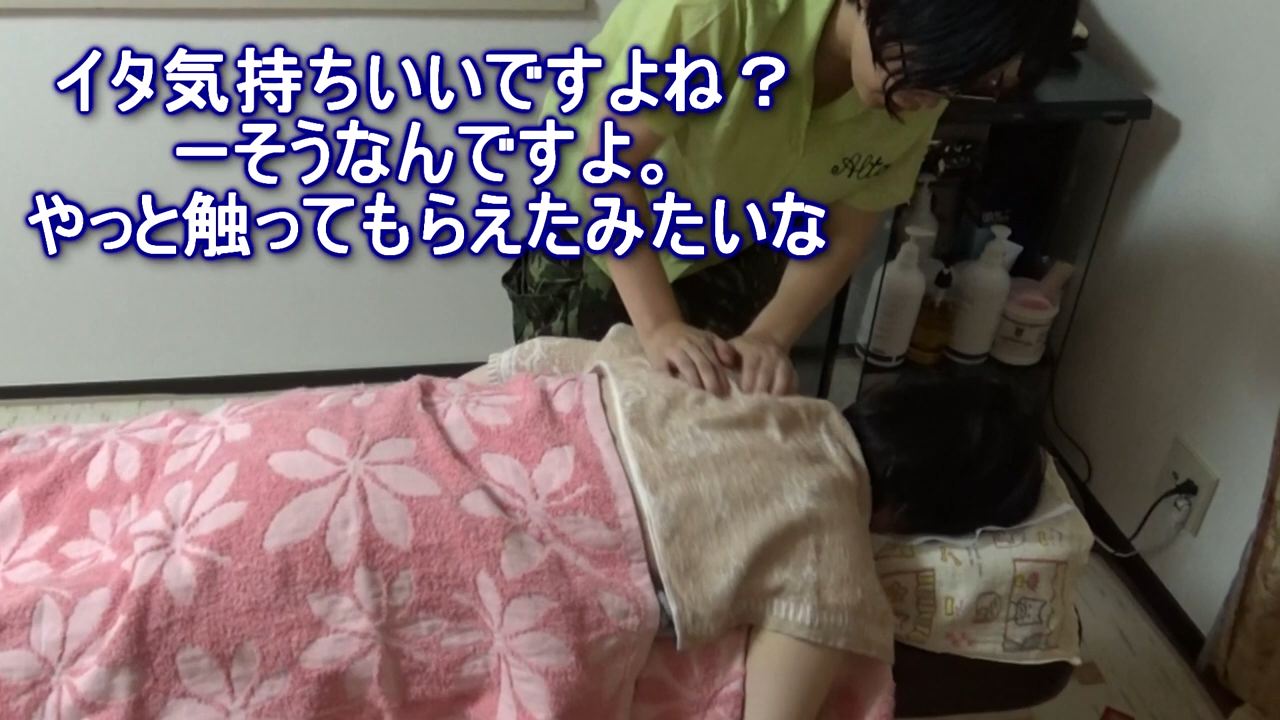 イタ気持ちいいですよね？
ーそうなんですよ。
やっと触ってもらえたみたいな